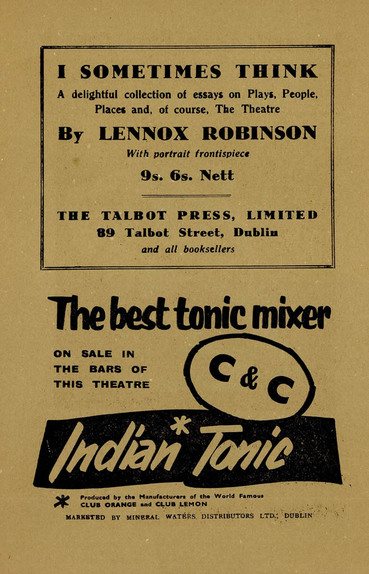 I SOMETIMES THINK
A delightful collection of essays on Plays, People,
Places and, of course, The Theatre
By LENNOX ROBINSON
With portrait frontispiece
9s. 6s. Nett
THE TALBOT PRESS, LIMITED
89 Talbot Street, Dublin
and all booksellers
The best tonic mixer
ON SALE IN
THE BARS OF
THIS THEATRE
C & C
Indian* Tonic
* Produced by the Manufacturers of the World Famous
CLUB ORANGE and CLUB LEMON
MARKETED BY MINERAL WATERS DISTRIBUTORS LTD., DUBLIN